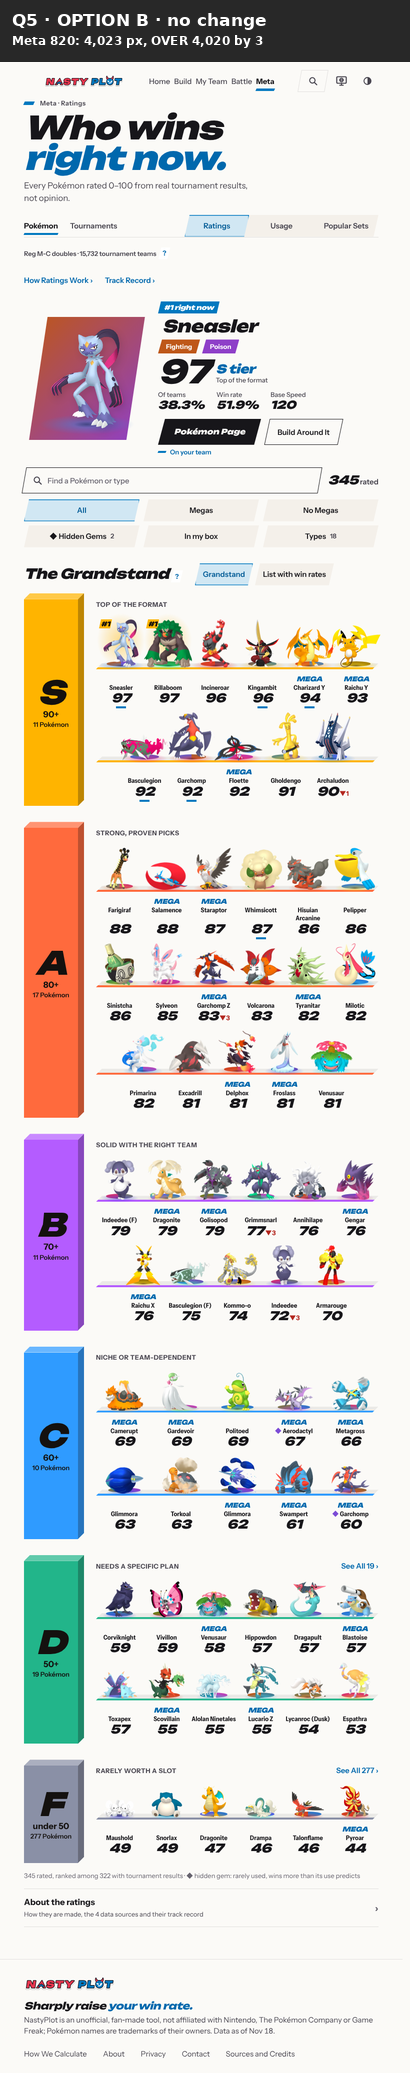 Q5 · OPTION B · no change
Meta 820: 4,023 px, OVER 4,020 by 3
NASTY PLOT
Home Build My Team Battle Meta
Meta · Ratings
Who wins
right now.
Every Pokémon rated 0–100 from real tournament results,
not opinion.
Pokémon Tournaments Ratings Usage Popular Sets
Reg M-C doubles · 15,732 tournament teams ?
How Ratings Work › Track Record ›
#1 right now
Sneasler
Fighting Poison
97 S tier
Top of the format
Of teams Win rate Base Speed
38.3% 51.9% 120
Pokémon Page Build Around It
On your team
Find a Pokémon or type 345 rated
All Megas No Megas
◆ Hidden Gems 2 In my box Types 18
The Grandstand ? Grandstand List with win rates
S
90+
11 Pokémon
TOP OF THE FORMAT
#1 #1
MEGA MEGA
Sneasler Rillaboom Incineroar Kingambit Charizard Y Raichu Y
97 97 96 96 94 93
MEGA
Basculegion Garchomp Floette Gholdengo Archaludon
92 92 92 91 90 ▼1
A
80+
17 Pokémon
STRONG, PROVEN PICKS
MEGA MEGA
Farigiraf Salamence Staraptor Whimsicott Hisuian Arcanine Pelipper
88 88 87 87 86 86
MEGA MEGA
Sinistcha Sylveon Garchomp Z Volcarona Tyranitar Milotic
86 85 83 ▼3 83 82 82
MEGA MEGA
Primarina Excadrill Delphox Froslass Venusaur
82 81 81 81 81
B
70+
11 Pokémon
SOLID WITH THE RIGHT TEAM
MEGA MEGA MEGA MEGA
Indeedee (F) Dragonite Golisopod Grimmsnarl Annihilape Gengar
79 79 79 77 ▼3 76 76
MEGA
Raichu X Basculegion (F) Kommo-o Indeedee Armarouge
76 75 74 72 ▼3 70
C
60+
10 Pokémon
NICHE OR TEAM-DEPENDENT
MEGA MEGA MEGA MEGA
Camerupt Gardevoir Politoed ◆ Aerodactyl Metagross
69 69 69 67 66
MEGA MEGA MEGA
Glimmora Torkoal Glimmora Swampert ◆ Garchomp
63 63 62 61 60
D
50+
19 Pokémon
NEEDS A SPECIFIC PLAN See All 19 ›
MEGA MEGA
Corviknight Vivillon Venusaur Hippowdon Dragapult Blastoise
59 59 58 57 57 57
MEGA MEGA
Toxapex Scovillain Alolan Ninetales Lucario Z Lycanroc (Dusk) Espathra
57 55 55 55 54 53
F
under 50
277 Pokémon
RARELY WORTH A SLOT See All 277 ›
MEGA
Maushold Snorlax Dragonite Drampa Talonflame Pyroar
49 49 47 46 46 44
345 rated, ranked among 322 with tournament results · ◆ hidden gem: rarely used, wins more than its use predicts
About the ratings
How they are made, the 4 data sources and their track record
NASTY PLOT
Sharply raise your win rate.
NastyPlot is an unofficial, fan-made tool, not affiliated with Nintendo, The Pokémon Company or Game
Freak; Pokémon names are trademarks of their owners. Data as of Nov 18.
How We Calculate About Privacy Contact Sources and Credits